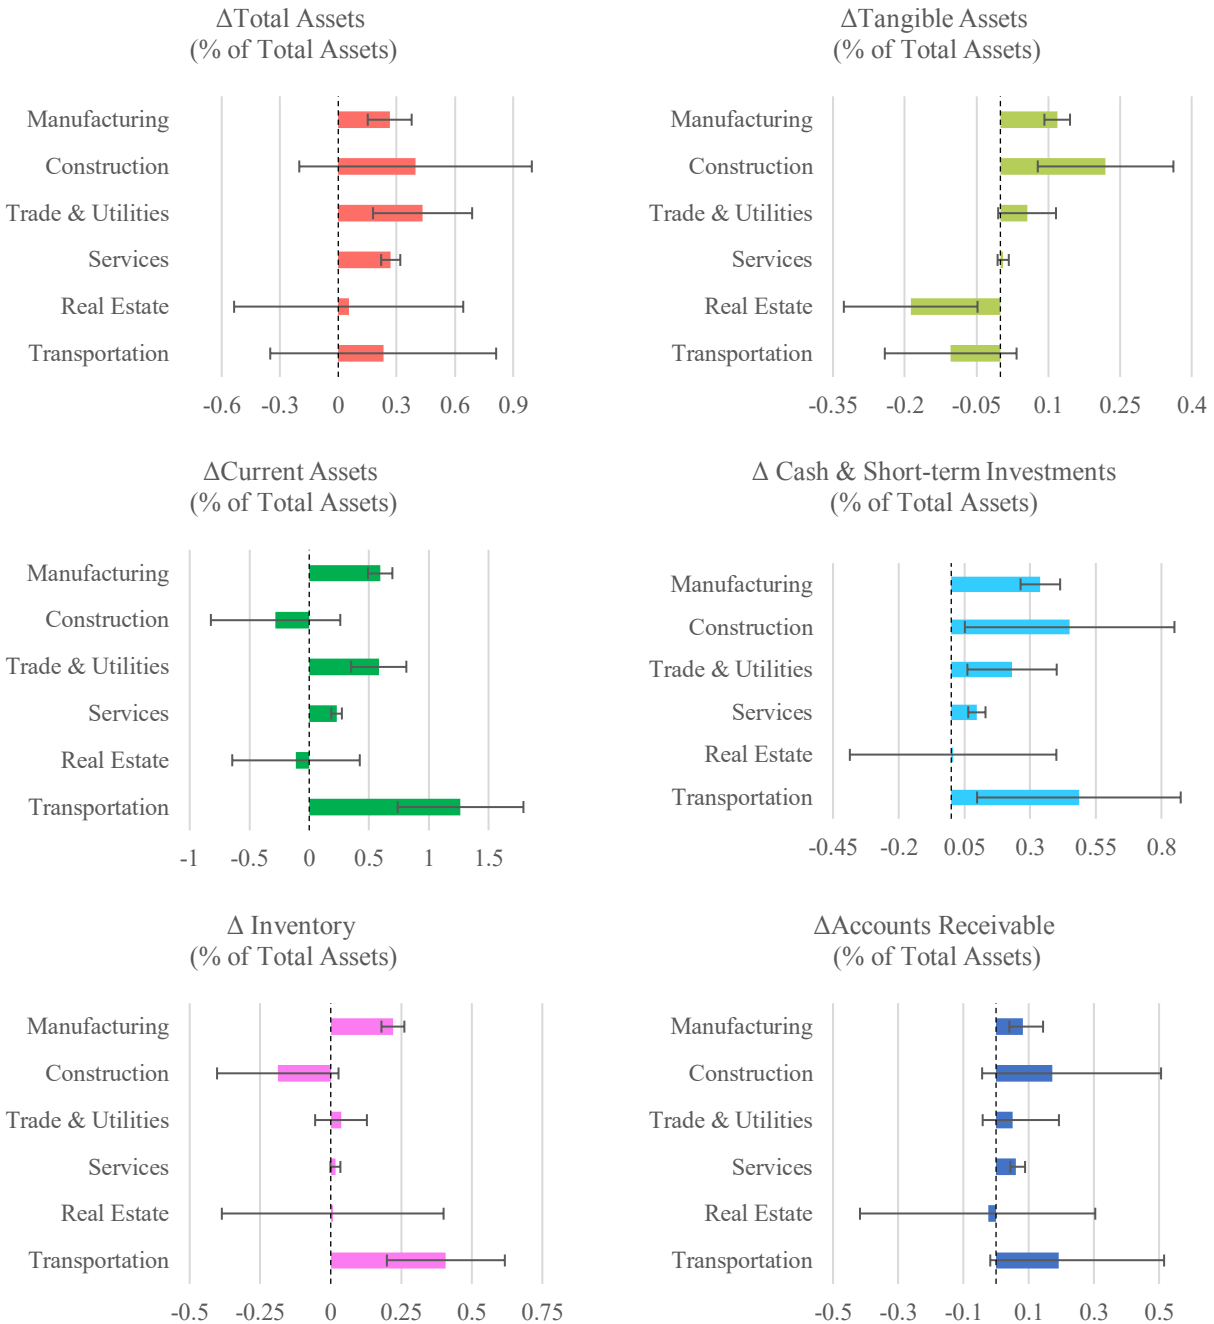 ΔTotal Assets
(% of Total Assets)
Manufacturing
Construction
Trade & Utilities
Services
Real Estate
Transportation
-0.6 -0.3 0 0.3 0.6 0.9
ΔTangible Assets
(% of Total Assets)
Manufacturing
Construction
Trade & Utilities
Services
Real Estate
Transportation
-0.35 -0.2 -0.05 0.1 0.25 0.4
ΔCurrent Assets
(% of Total Assets)
Manufacturing
Construction
Trade & Utilities
Services
Real Estate
Transportation
-1 -0.5 0 0.5 1 1.5
Δ Cash & Short-term Investments
(% of Total Assets)
Manufacturing
Construction
Trade & Utilities
Services
Real Estate
Transportation
-0.45 -0.2 0.05 0.3 0.55 0.8
Δ Inventory
(% of Total Assets)
Manufacturing
Construction
Trade & Utilities
Services
Real Estate
Transportation
-0.5 -0.25 0 0.25 0.5 0.75
ΔAccounts Receivable
(% of Total Assets)
Manufacturing
Construction
Trade & Utilities
Services
Real Estate
Transportation
-0.5 -0.3 -0.1 0.1 0.3 0.5